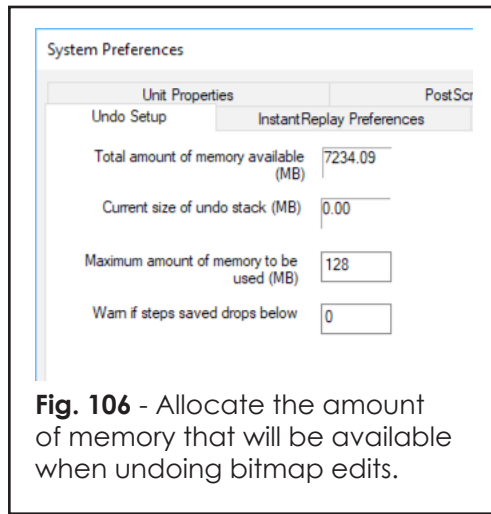 System Preferences
Unit Properties
PostScr
Undo Setup
InstantReplay Preferences
Total amount of memory available
(MB)
7234.09
Current size of undo stack (MB)
0.00
Maximum amount of memory to be
used (MB)
128
Warn if steps saved drops below
0
Fig. 106 - Allocate the amount
of memory that will be available
when undoing bitmap edits.